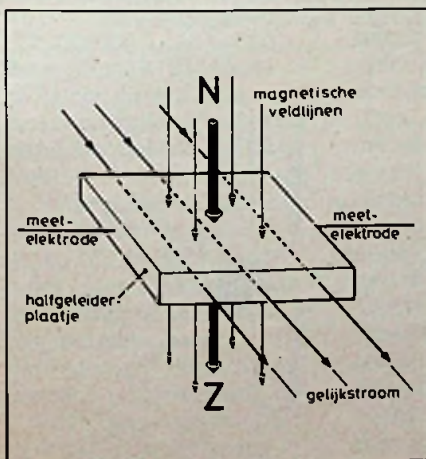 N
magnetische
veldlijnen
meet-
elektrode
meet-
elektrode
halfgeleider-
plaatje
Z
gelijkstroom